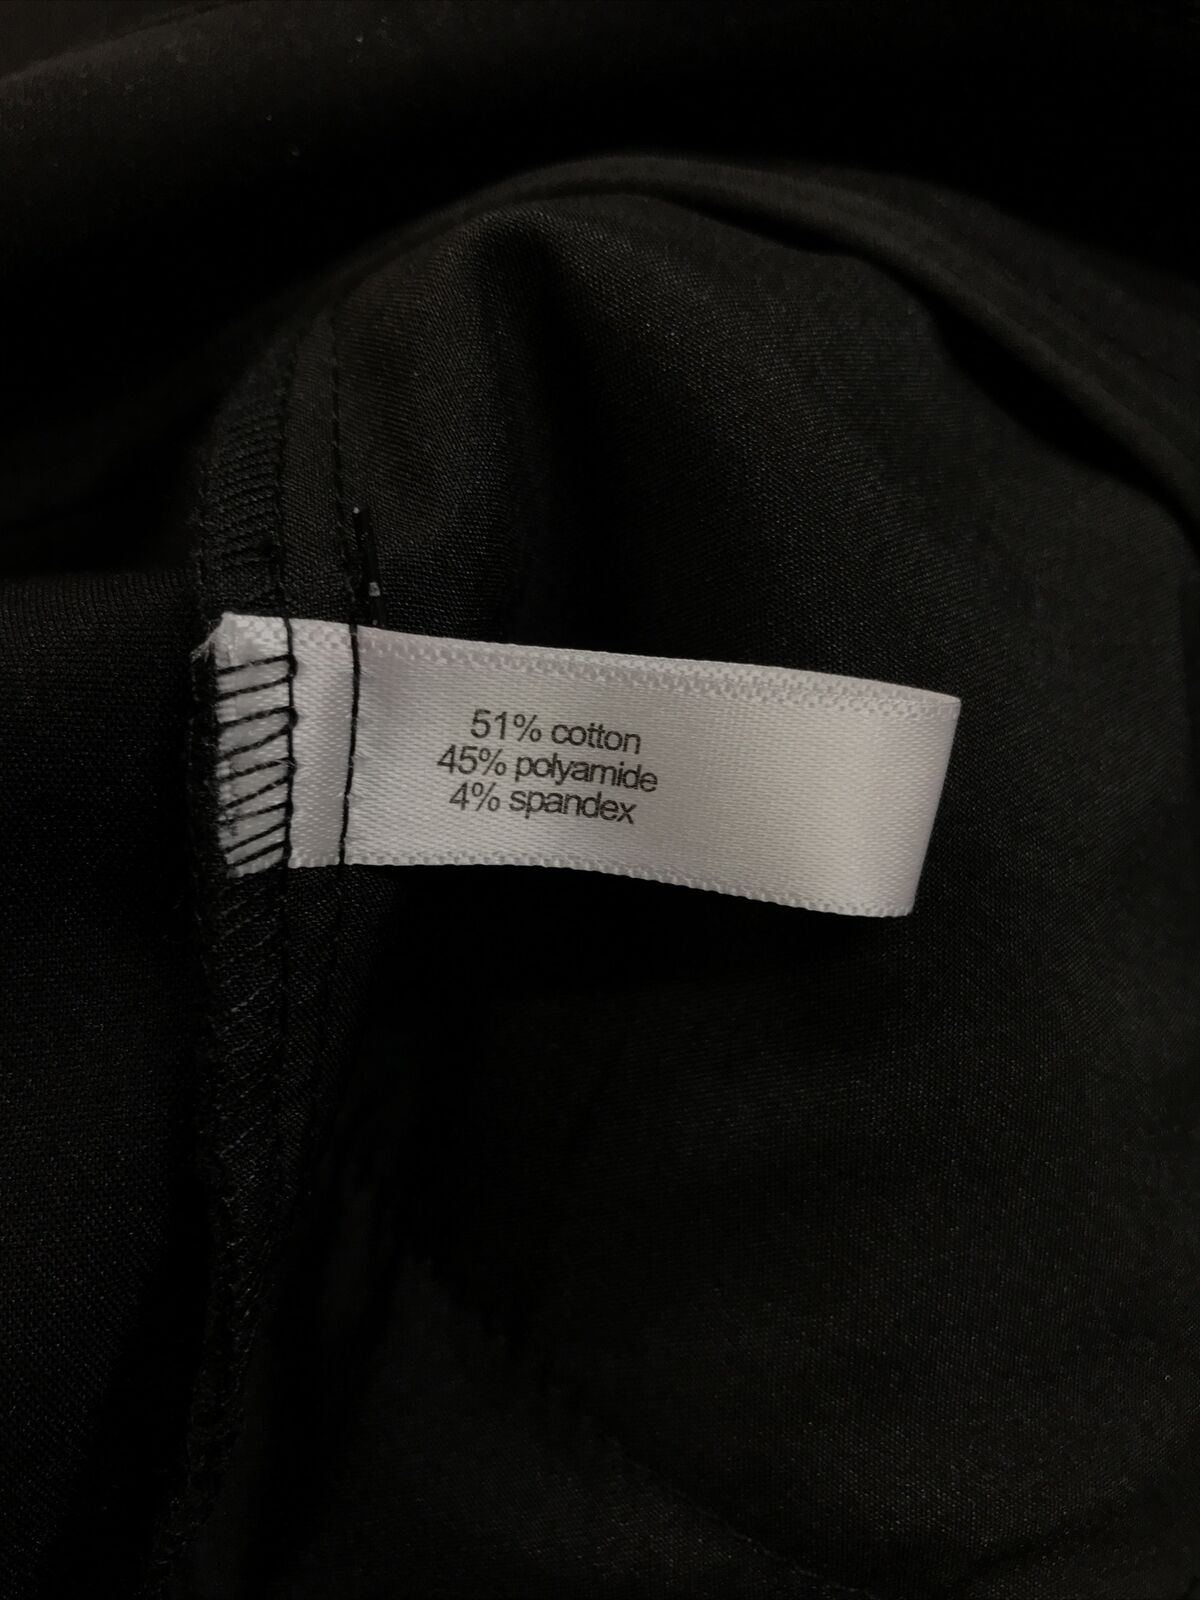 51% cotton
45% polyamide
4% spandex